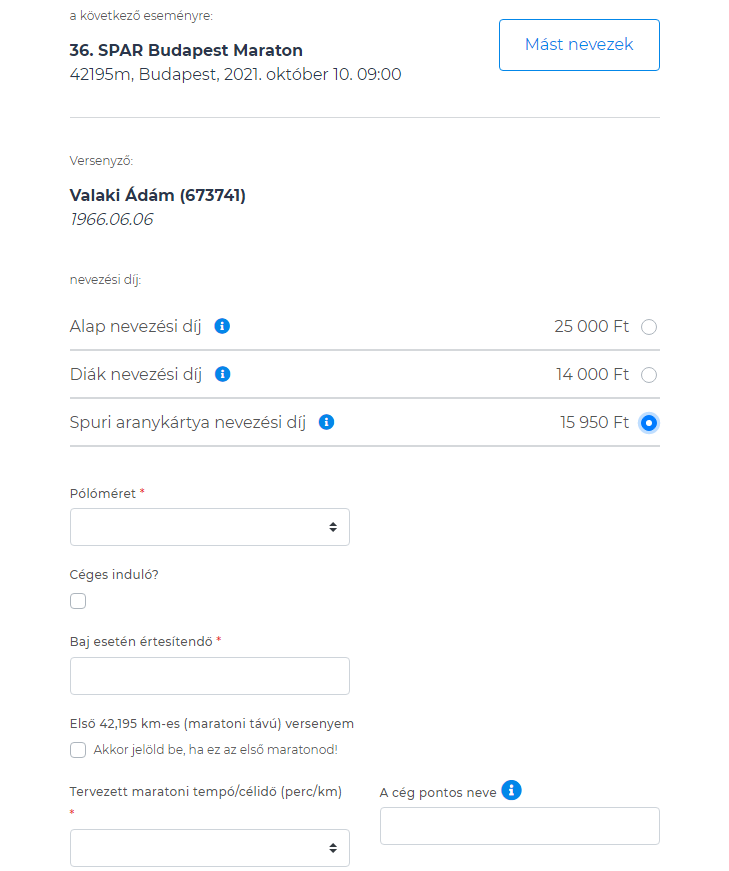 a következő eseményre:
36. SPAR Budapest Maraton
42195m, Budapest, 2021. október 10. 09:00
Mást nevezek
Versenyző:
Valaki Ádám (673741)
1966.06.06
nevezési díj:
Alap nevezési díj 25 000 Ft
Diák nevezési díj 14 000 Ft
Spuri aranykártya nevezési díj 15 950 Ft
Pólóméret *
Céges induló?
Baj esetén értesítendő *
Első 42,195 km-es (maratoni távú) versenyem
Akkor jelöld be, ha ez az első maratonod!
Tervezett maratoni tempó/célidő (perc/km)
*
A cég pontos neve